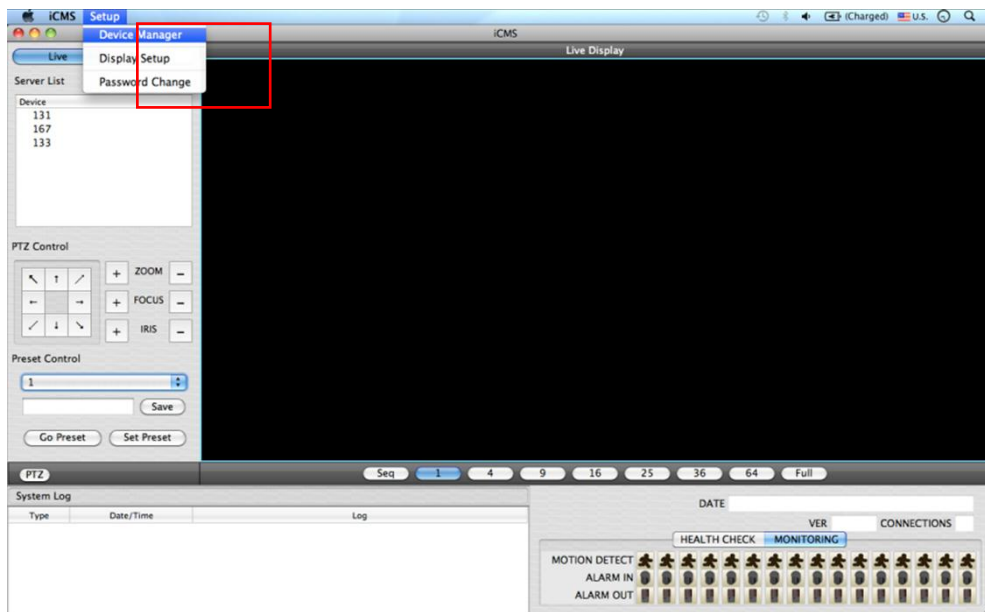 iCMS Setup (Charged) U.S.
iCMS
Device Manager
Display Setup
Password Change
Live
Live Display
Server List
Device
131
167
133
PTZ Control
↖ ↑ ↗ + ZOOM −
← → + FOCUS −
↙ ↓ ↘ + IRIS −
Preset Control
1
Save
Go Preset Set Preset
PTZ Seq 1 4 9 16 25 36 64 Full
System Log
Type Date/Time Log
DATE
VER CONNECTIONS
HEALTH CHECK MONITORING
MOTION DETECT
ALARM IN
ALARM OUT